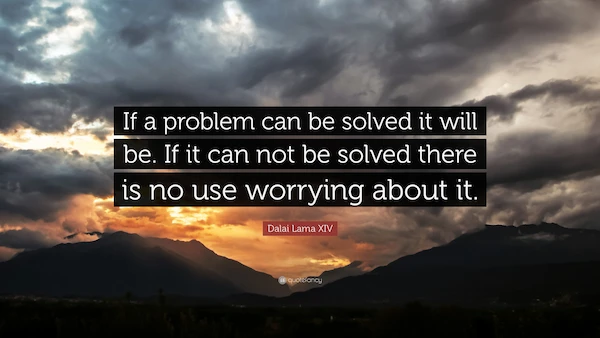 If a problem can be solved it will
be. If it can not be solved there
is no use worrying about it.
Dalai Lama XIV
quotefancy